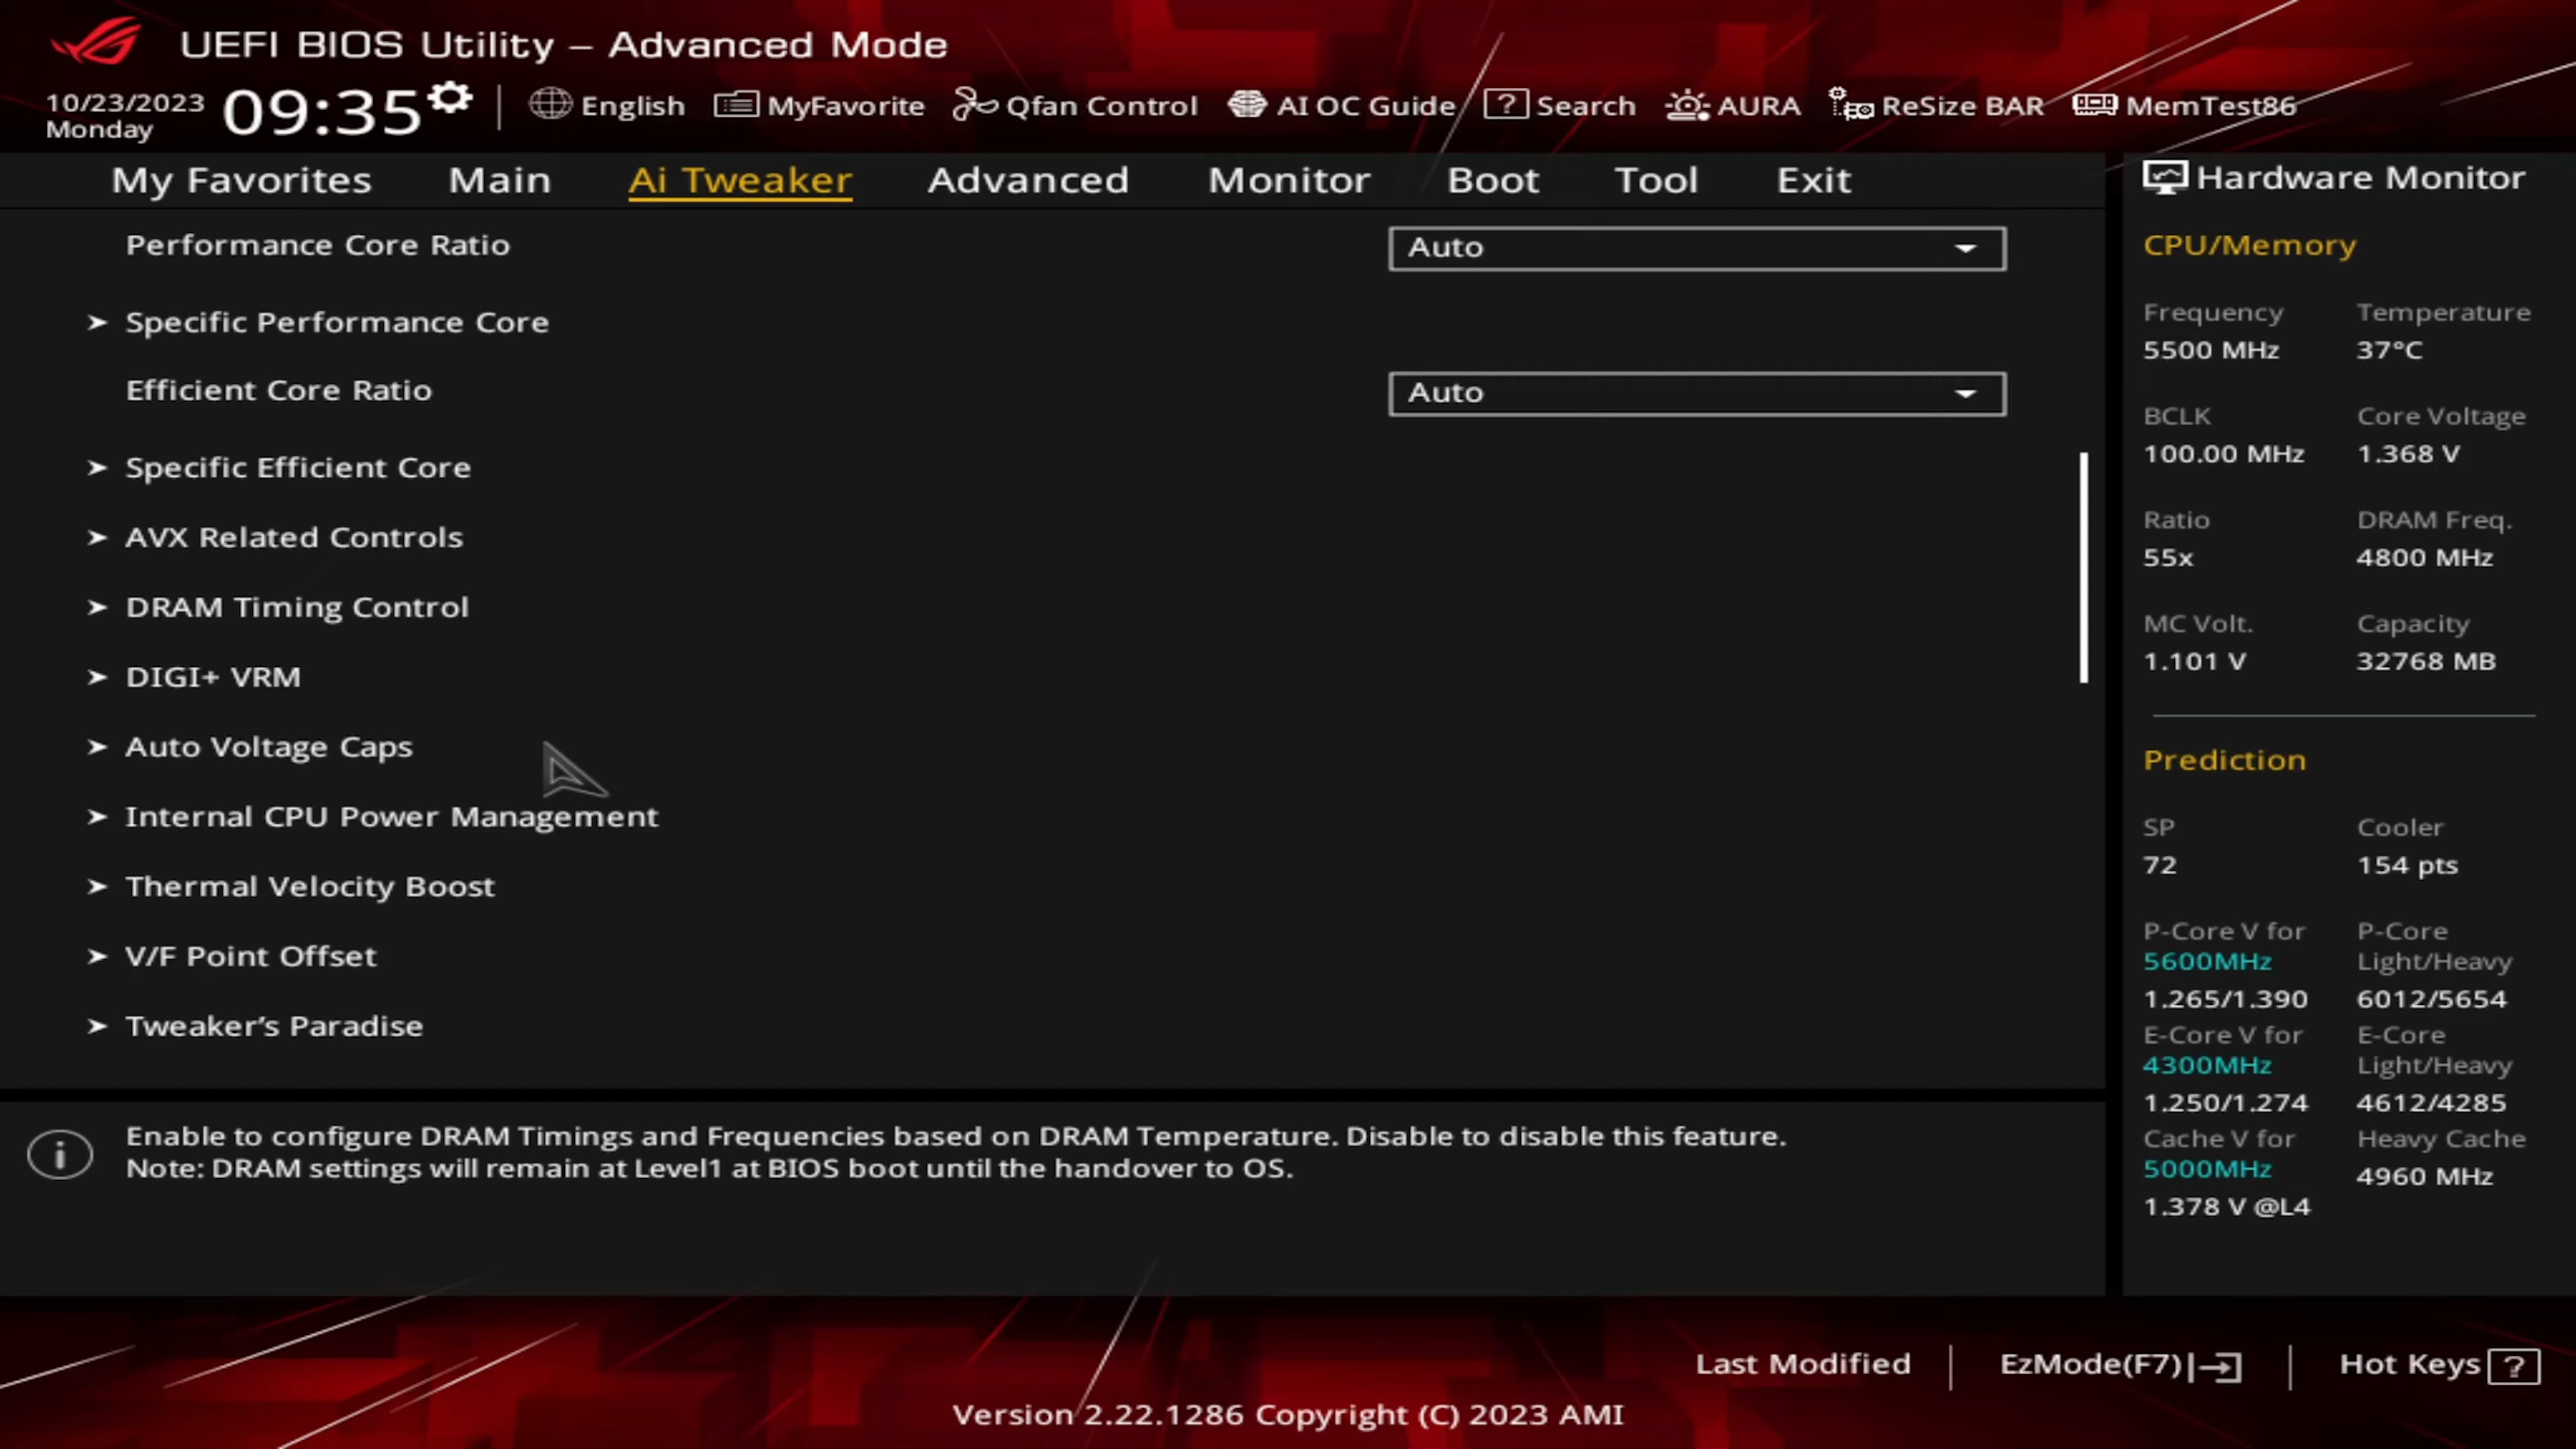 UEFI BIOS Utility – Advanced Mode
10/23/2023
Monday
09:35
English
MyFavorite
Qfan Control
AI OC Guide
? Search
AURA
ReSize BAR
MemTest86
My Favorites
Main
Ai Tweaker
Advanced
Monitor
Boot
Tool
Exit
Performance Core Ratio
Auto
Specific Performance Core
Efficient Core Ratio
Auto
Specific Efficient Core
AVX Related Controls
DRAM Timing Control
DIGI+ VRM
Auto Voltage Caps
Internal CPU Power Management
Thermal Velocity Boost
V/F Point Offset
Tweaker's Paradise
Enable to configure DRAM Timings and Frequencies based on DRAM Temperature. Disable to disable this feature.
Note: DRAM settings will remain at Level1 at BIOS boot until the handover to OS.
Hardware Monitor
CPU/Memory
Frequency Temperature
5500 MHz 37°C
BCLK Core Voltage
100.00 MHz 1.368 V
Ratio DRAM Freq.
55x 4800 MHz
MC Volt. Capacity
1.101 V 32768 MB
Prediction
SP Cooler
72 154 pts
P-Core V for P-Core
5600MHz Light/Heavy
1.265/1.390 6012/5654
E-Core V for E-Core
4300MHz Light/Heavy
1.250/1.274 4612/4285
Cache V for Heavy Cache
5000MHz 4960 MHz
1.378 V @L4
Last Modified
EzMode(F7)
Hot Keys ?
Version 2.22.1286 Copyright (C) 2023 AMI